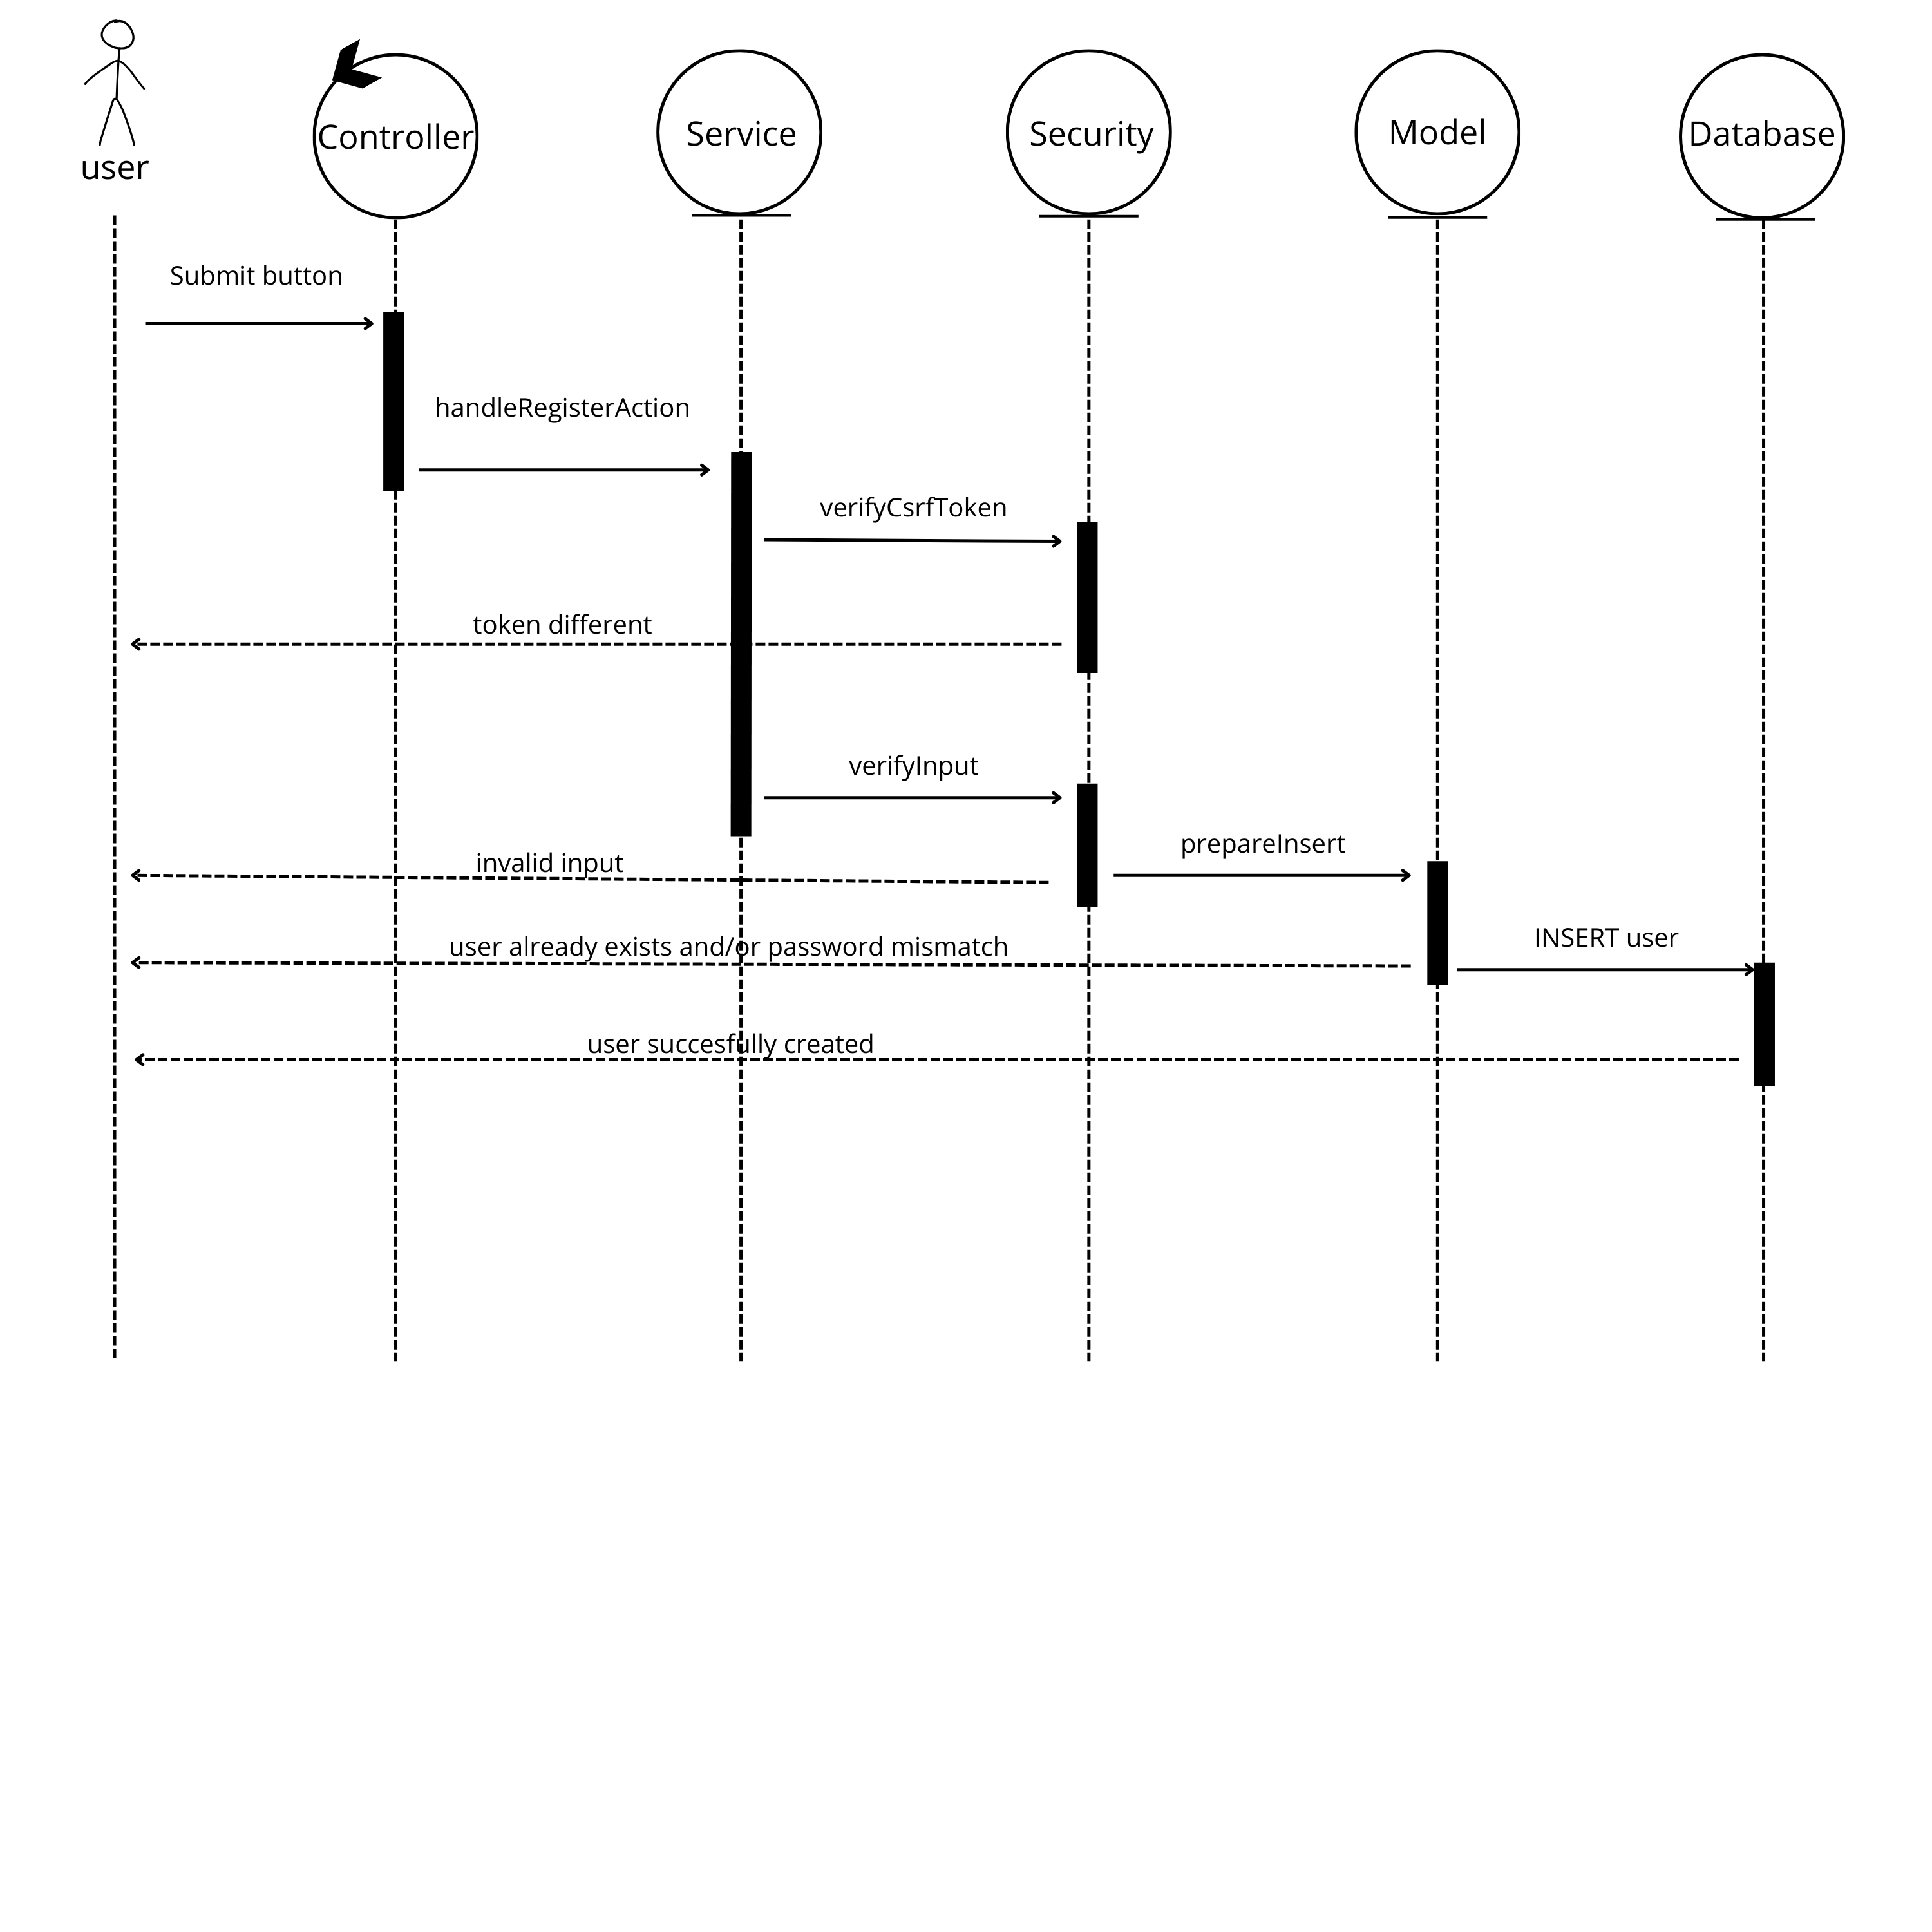 user
Controller
Service
Security
Model
Database
Submit button
handleRegisterAction
verifyCsrfToken
token different
verifyInput
prepareInsert
invalid input
INSERT user
user already exists and/or password mismatch
user succesfully created